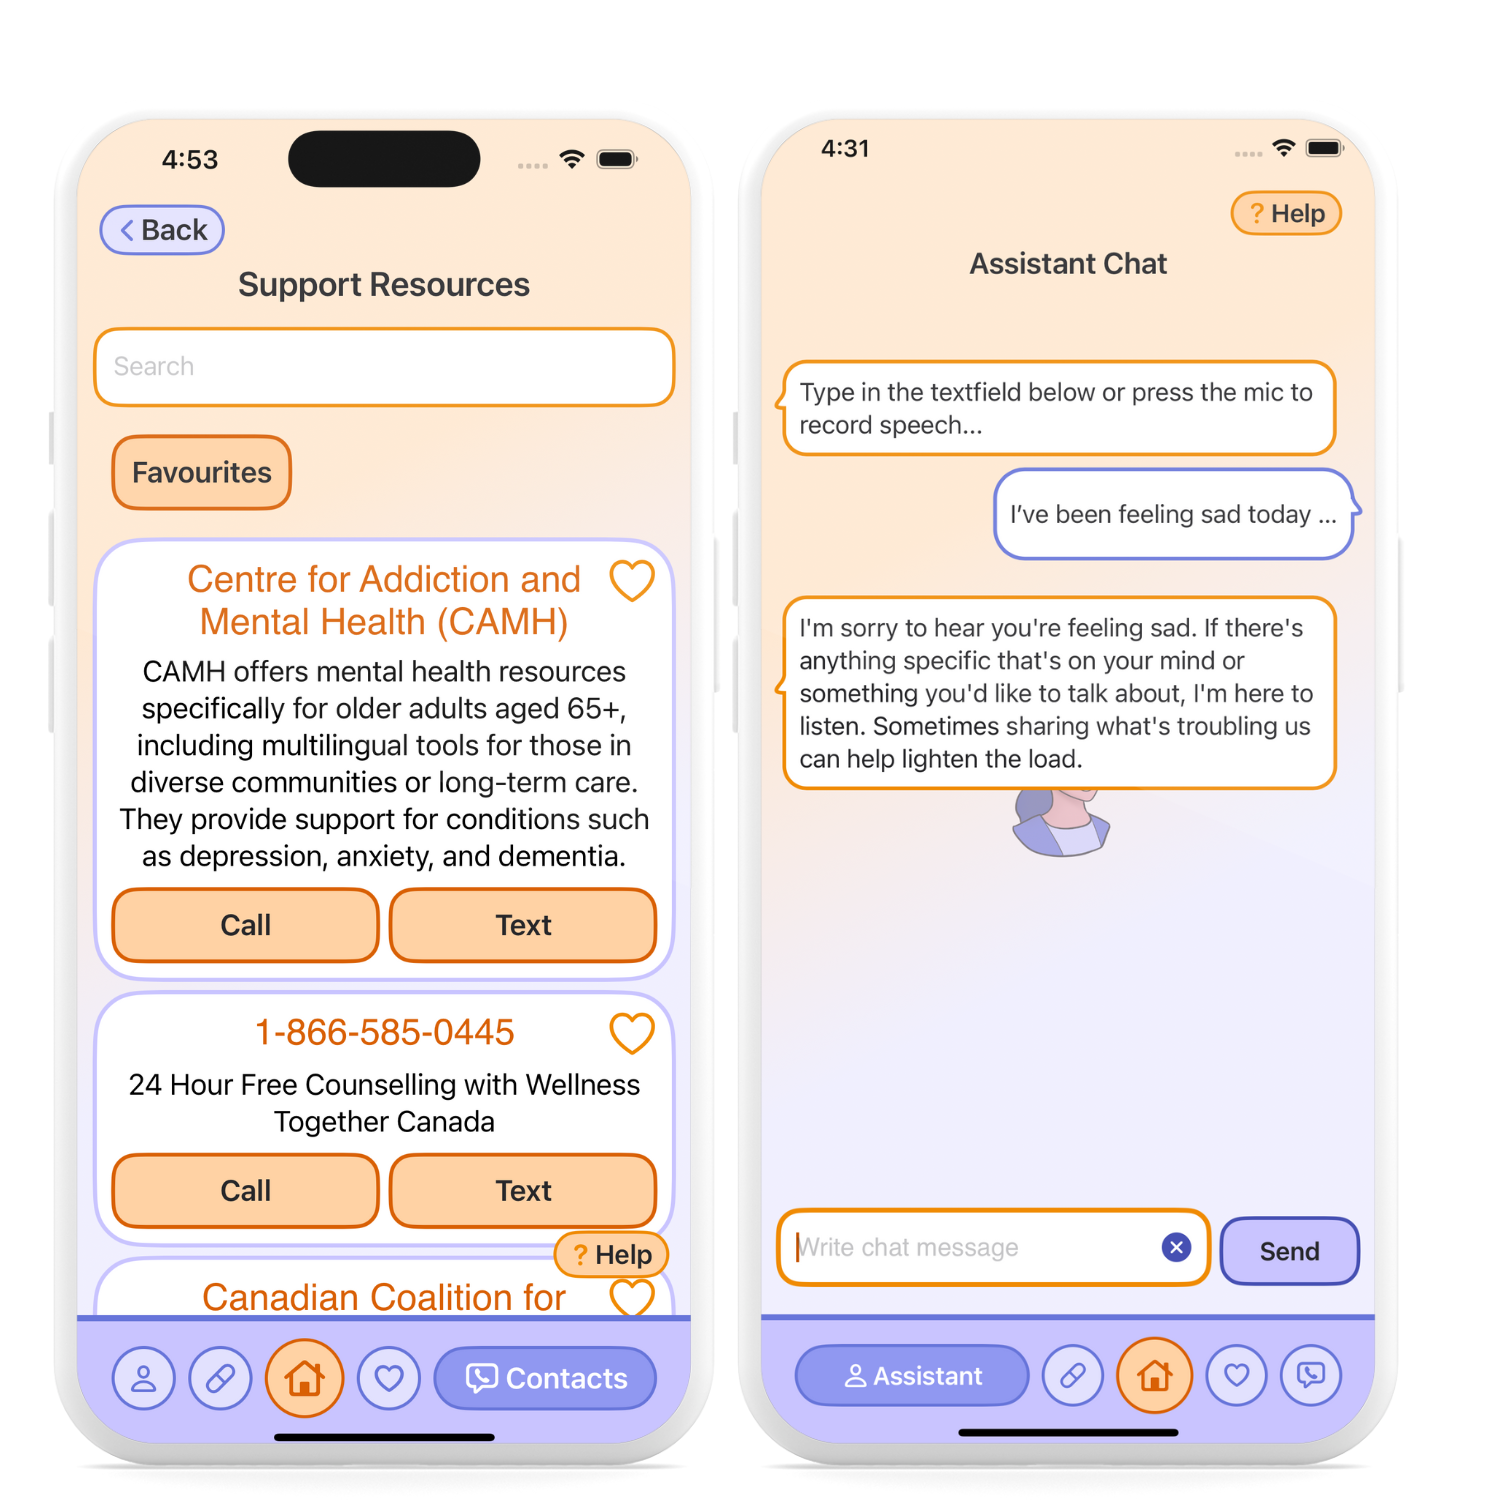 4:53
Back
Support Resources
Search
Favourites
Centre for Addiction and
Mental Health (CAMH)
CAMH offers mental health resources
specifically for older adults aged 65+,
including multilingual tools for those in
diverse communities or long-term care.
They provide support for conditions such
as depression, anxiety, and dementia.
Call Text
1-866-585-0445
24 Hour Free Counselling with Wellness
Together Canada
Call Text
? Help
Canadian Coalition for
Contacts
4:31
? Help
Assistant Chat
Type in the textfield below or press the mic to
record speech...
I’ve been feeling sad today ...
I'm sorry to hear you're feeling sad. If there's
anything specific that's on your mind or
something you'd like to talk about, I'm here to
listen. Sometimes sharing what's troubling us
can help lighten the load.
Write chat message
Send
Assistant